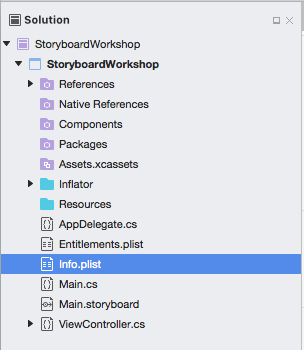 Solution
StoryboardWorkshop
StoryboardWorkshop
References
Native References
Components
Packages
Assets.xcassets
Inflator
Resources
AppDelegate.cs
Entitlements.plist
Info.plist
Main.cs
Main.storyboard
ViewController.cs